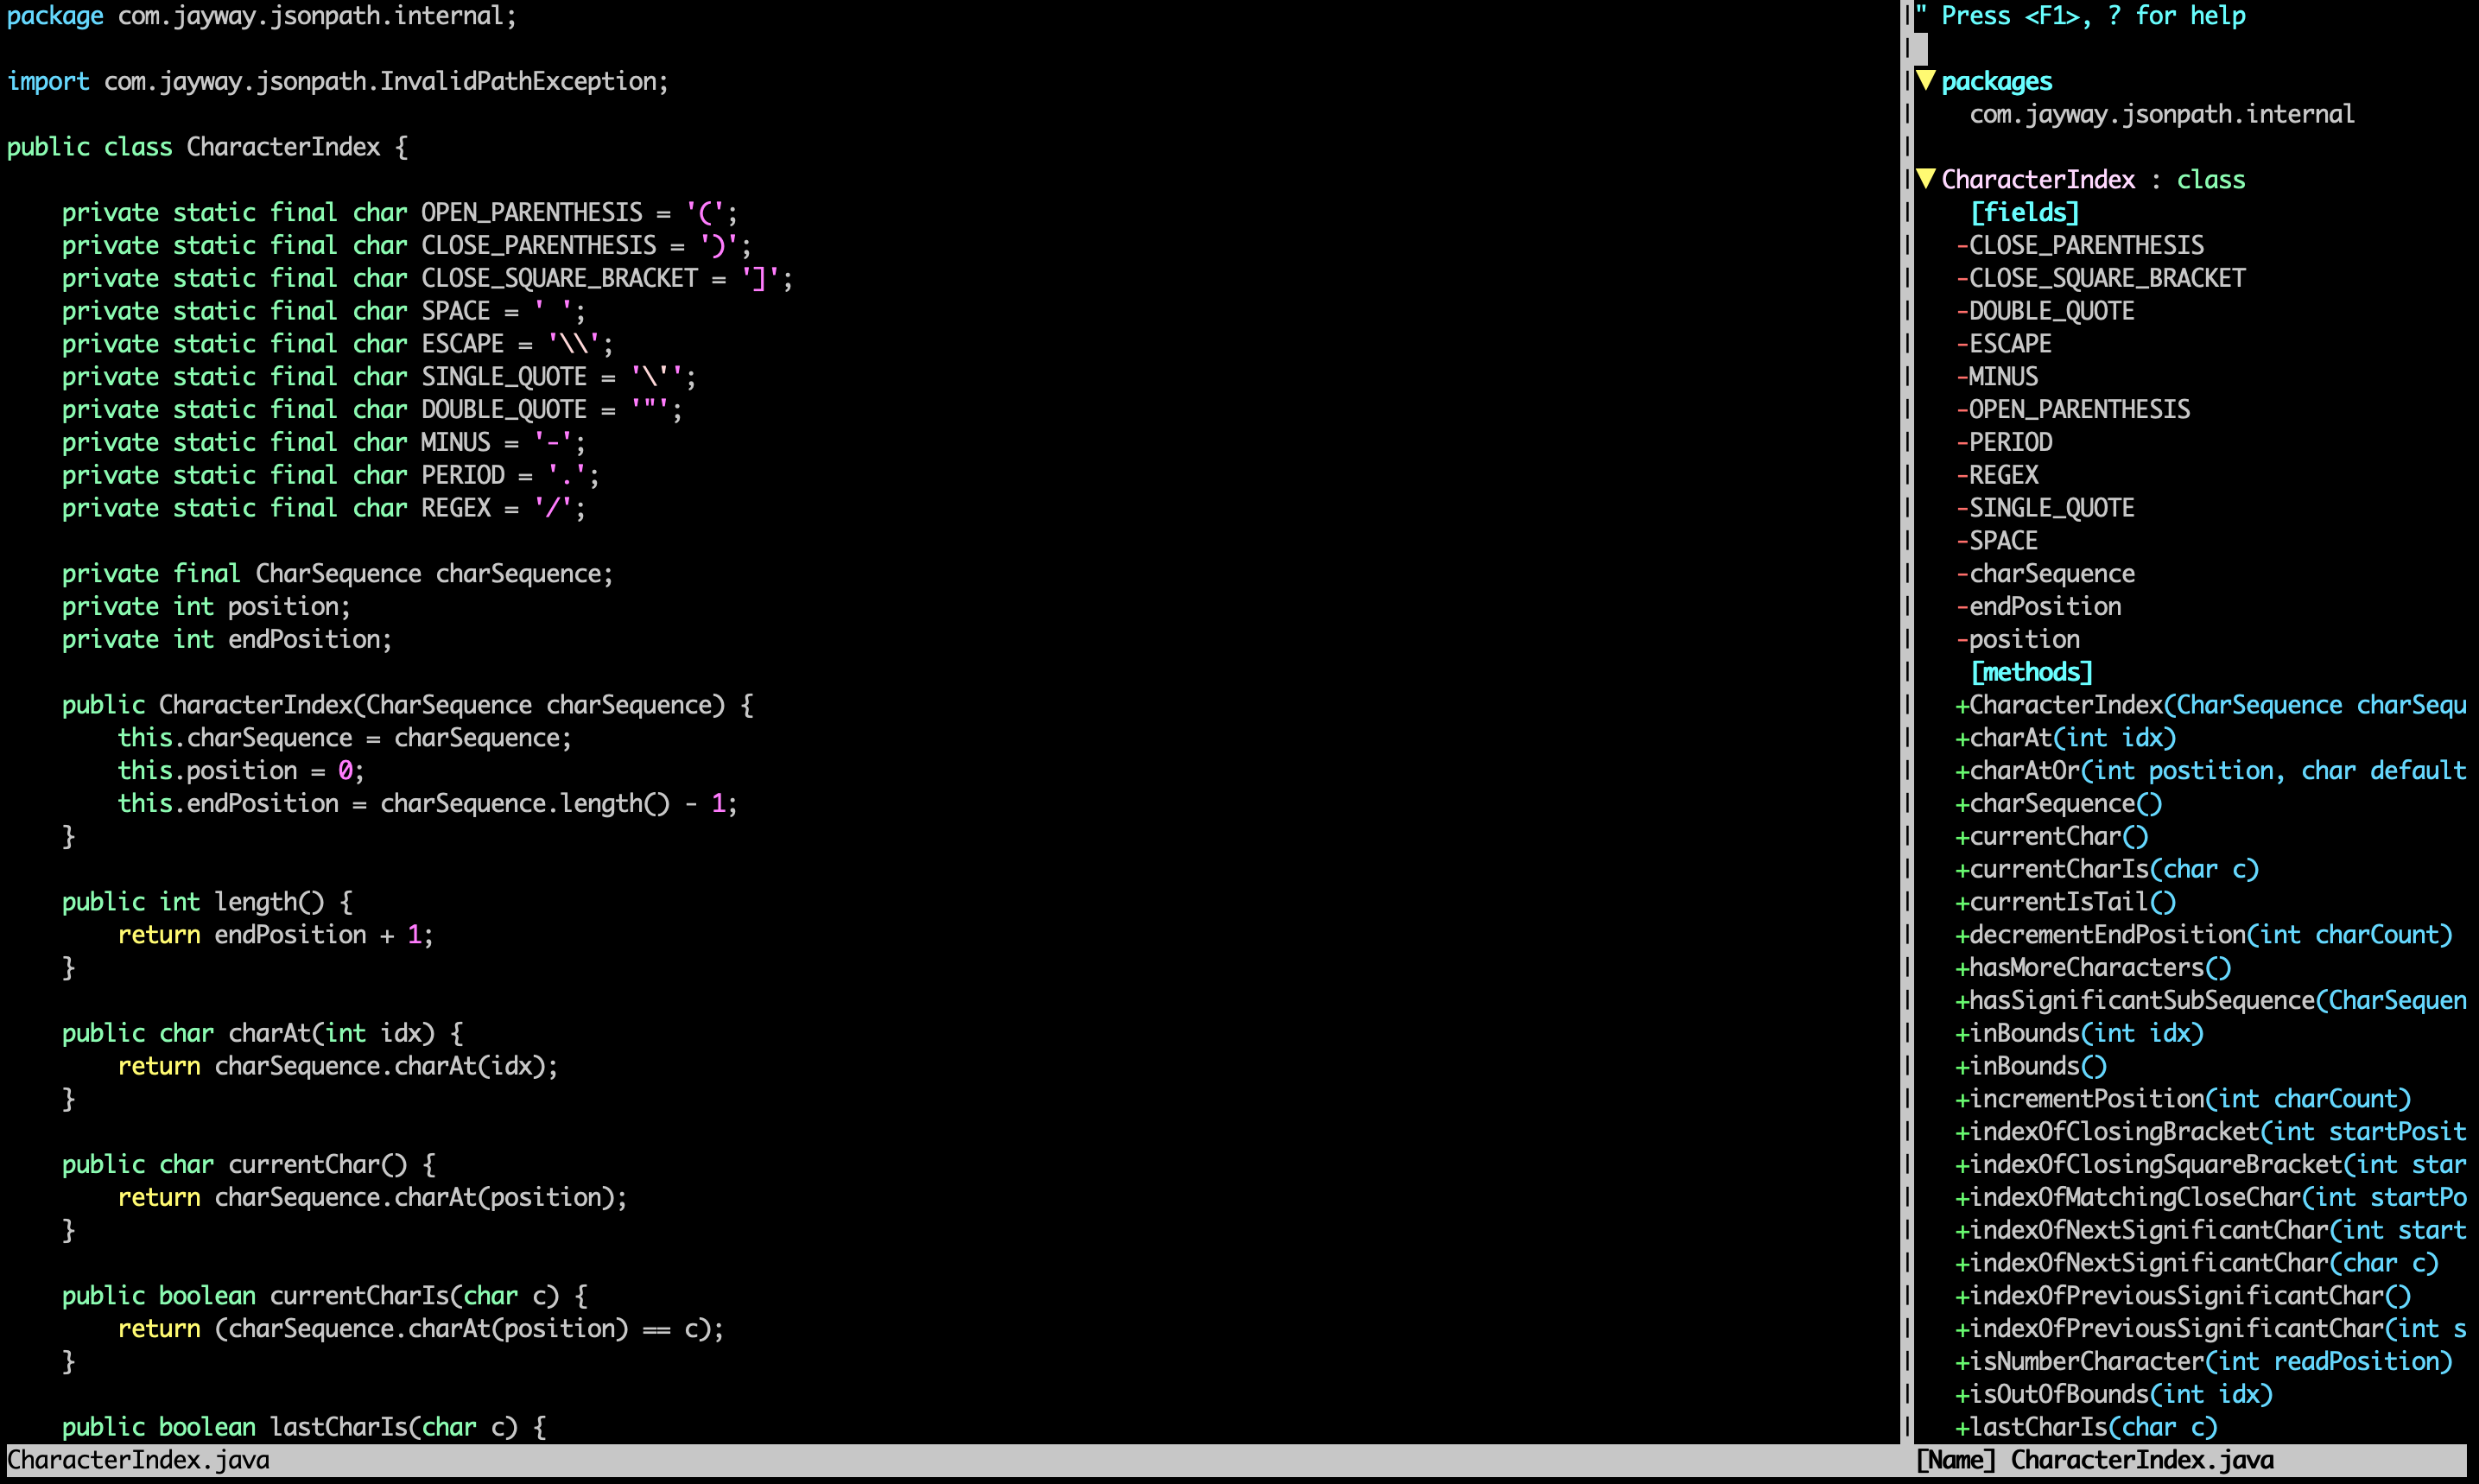 package com.jayway.jsonpath.internal;
import com.jayway.jsonpath.InvalidPathException;
public class CharacterIndex {
private static final char OPEN_PARENTHESIS = '(';
private static final char CLOSE_PARENTHESIS = ')';
private static final char CLOSE_SQUARE_BRACKET = ']';
private static final char SPACE = ' ';
private static final char ESCAPE = '\\';
private static final char SINGLE_QUOTE = '\'';
private static final char DOUBLE_QUOTE = '"';
private static final char MINUS = '-';
private static final char PERIOD = '.';
private static final char REGEX = '/';
private final CharSequence charSequence;
private int position;
private int endPosition;
public CharacterIndex(CharSequence charSequence) {
this.charSequence = charSequence;
this.position = 0;
this.endPosition = charSequence.length() - 1;
}
public int length() {
return endPosition + 1;
}
public char charAt(int idx) {
return charSequence.charAt(idx);
}
public char currentChar() {
return charSequence.charAt(position);
}
public boolean currentCharIs(char c) {
return (charSequence.charAt(position) == c);
}
public boolean lastCharIs(char c) {
CharacterIndex.java
" Press <F1>, ? for help
▼ packages
com.jayway.jsonpath.internal
▼ CharacterIndex : class
[fields]
-CLOSE_PARENTHESIS
-CLOSE_SQUARE_BRACKET
-DOUBLE_QUOTE
-ESCAPE
-MINUS
-OPEN_PARENTHESIS
-PERIOD
-REGEX
-SINGLE_QUOTE
-SPACE
-charSequence
-endPosition
-position
[methods]
+CharacterIndex(CharSequence charSequ
+charAt(int idx)
+charAtOr(int postition, char default
+charSequence()
+currentChar()
+currentCharIs(char c)
+currentIsTail()
+decrementEndPosition(int charCount)
+hasMoreCharacters()
+hasSignificantSubSequence(CharSequen
+inBounds(int idx)
+inBounds()
+incrementPosition(int charCount)
+indexOfClosingBracket(int startPosit
+indexOfClosingSquareBracket(int star
+indexOfMatchingCloseChar(int startPo
+indexOfNextSignificantChar(int start
+indexOfNextSignificantChar(char c)
+indexOfPreviousSignificantChar()
+indexOfPreviousSignificantChar(int s
+isNumberCharacter(int readPosition)
+isOutOfBounds(int idx)
+lastCharIs(char c)
[Name] CharacterIndex.java